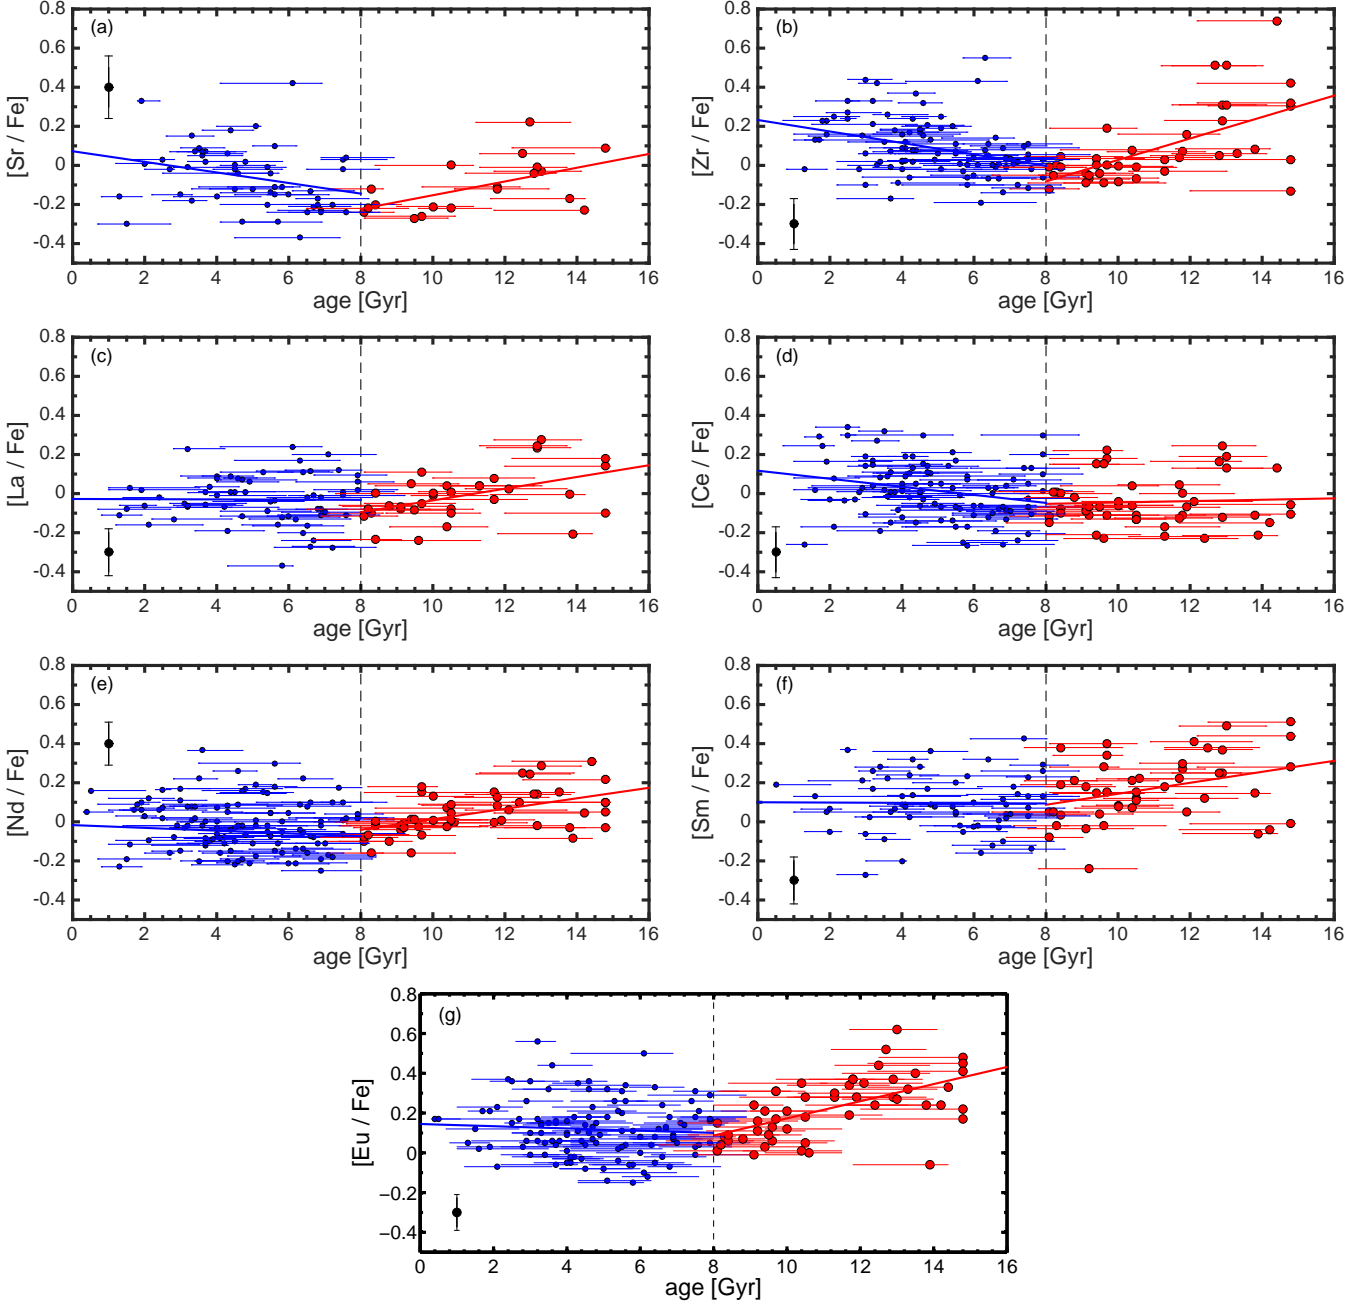 (a)
[Sr / Fe]
0.8
0.6
0.4
0.2
0
-0.2
-0.4
0 2 4 6 8 10 12 14 16
age [Gyr]
(b)
[Zr / Fe]
0.8
0.6
0.4
0.2
0
-0.2
-0.4
0 2 4 6 8 10 12 14 16
age [Gyr]
(c)
[La / Fe]
0.8
0.6
0.4
0.2
0
-0.2
-0.4
0 2 4 6 8 10 12 14 16
age [Gyr]
(d)
[Ce / Fe]
0.8
0.6
0.4
0.2
0
-0.2
-0.4
0 2 4 6 8 10 12 14 16
age [Gyr]
(e)
[Nd / Fe]
0.8
0.6
0.4
0.2
0
-0.2
-0.4
0 2 4 6 8 10 12 14 16
age [Gyr]
(f)
[Sm / Fe]
0.8
0.6
0.4
0.2
0
-0.2
-0.4
0 2 4 6 8 10 12 14 16
age [Gyr]
(g)
[Eu / Fe]
0.8
0.6
0.4
0.2
0
−0.2
−0.4
0 2 4 6 8 10 12 14 16
age [Gyr]